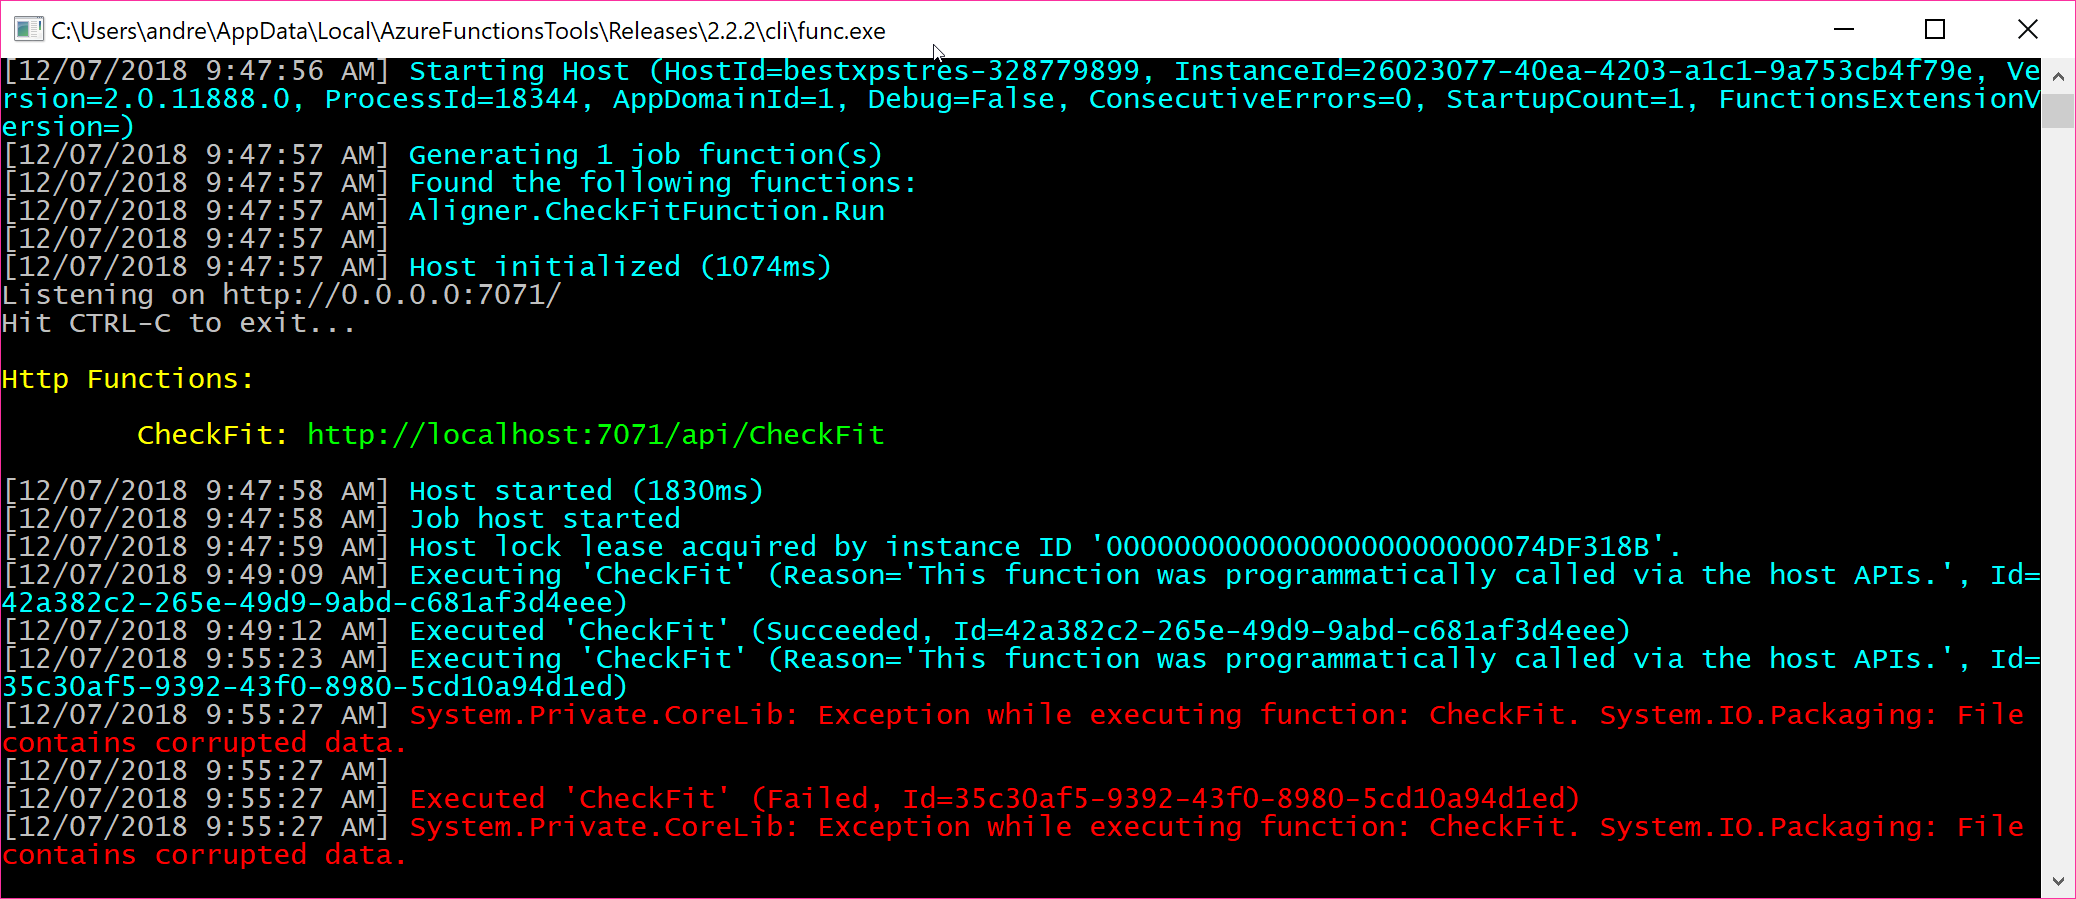 C:\Users\andre\AppData\Local\AzureFunctionsTools\Releases\2.2.2\cli\func.exe
[12/07/2018 9:47:56 AM] Starting Host (HostId=bestxpstres-328779899, InstanceId=26023077-40ea-4203-a1c1-9a753cb4f79e, Ve
rsion=2.0.11888.0, ProcessId=18344, AppDomainId=1, Debug=False, ConsecutiveErrors=0, StartupCount=1, FunctionsExtensionV
ersion=)
[12/07/2018 9:47:57 AM] Generating 1 job function(s)
[12/07/2018 9:47:57 AM] Found the following functions:
[12/07/2018 9:47:57 AM] Aligner.CheckFitFunction.Run
[12/07/2018 9:47:57 AM]
[12/07/2018 9:47:57 AM] Host initialized (1074ms)
Listening on http://0.0.0.0:7071/
Hit CTRL-C to exit...
Http Functions:
CheckFit: http://localhost:7071/api/CheckFit
[12/07/2018 9:47:58 AM] Host started (1830ms)
[12/07/2018 9:47:58 AM] Job host started
[12/07/2018 9:47:59 AM] Host lock lease acquired by instance ID '00000000000000000000000074DF318B'.
[12/07/2018 9:49:09 AM] Executing 'CheckFit' (Reason='This function was programmatically called via the host APIs.', Id=
42a382c2-265e-49d9-9abd-c681af3d4eee)
[12/07/2018 9:49:12 AM] Executed 'CheckFit' (Succeeded, Id=42a382c2-265e-49d9-9abd-c681af3d4eee)
[12/07/2018 9:55:23 AM] Executing 'CheckFit' (Reason='This function was programmatically called via the host APIs.', Id=
35c30af5-9392-43f0-8980-5cd10a94d1ed)
[12/07/2018 9:55:27 AM] System.Private.CoreLib: Exception while executing function: CheckFit. System.IO.Packaging: File
contains corrupted data.
[12/07/2018 9:55:27 AM]
[12/07/2018 9:55:27 AM] Executed 'CheckFit' (Failed, Id=35c30af5-9392-43f0-8980-5cd10a94d1ed)
[12/07/2018 9:55:27 AM] System.Private.CoreLib: Exception while executing function: CheckFit. System.IO.Packaging: File
contains corrupted data.